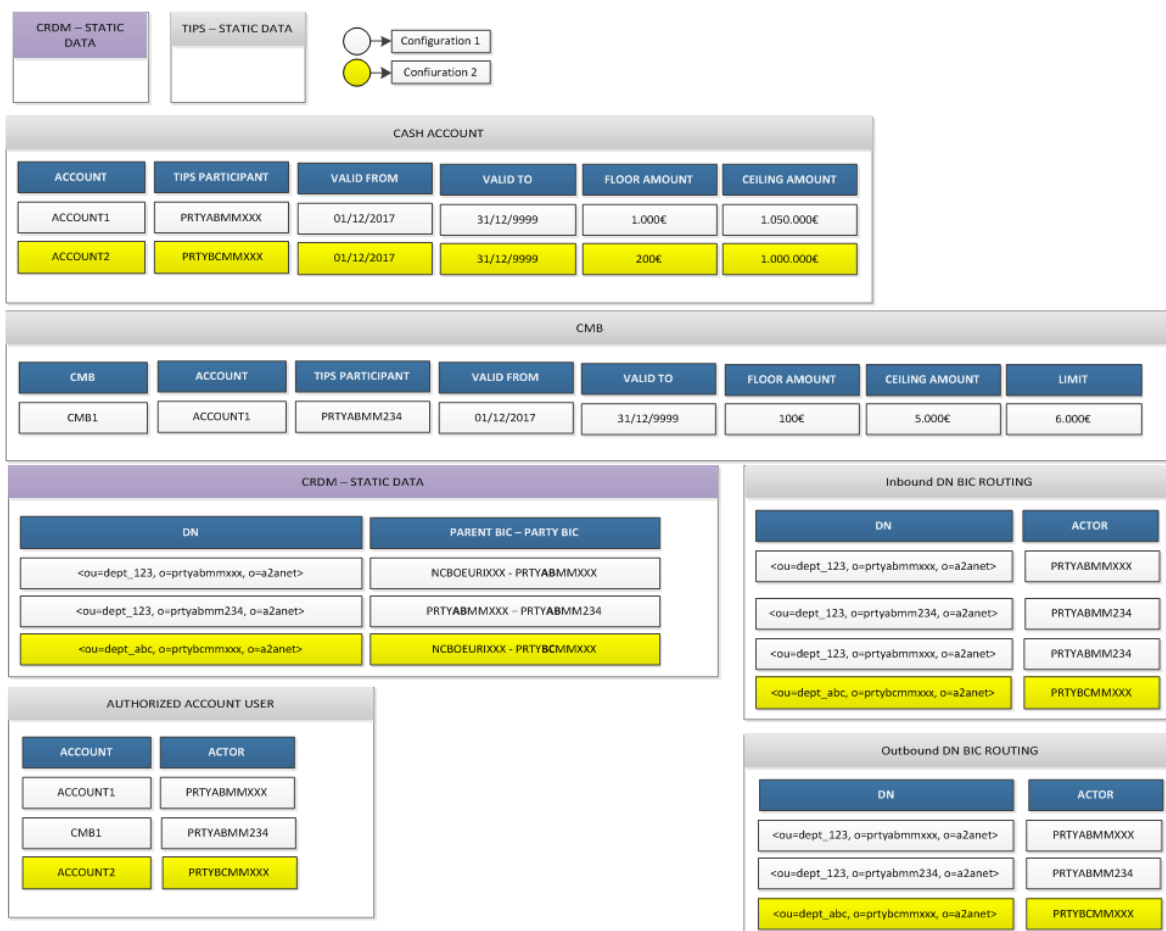 CRDM – STATIC
DATA
TIPS – STATIC DATA
Configuration 1
Confiuration 2
CASH ACCOUNT
ACCOUNT TIPS PARTICIPANT VALID FROM VALID TO FLOOR AMOUNT CEILING AMOUNT
ACCOUNT1 PRTYABMMXXX 01/12/2017 31/12/9999 1.000€ 1.050.000€
ACCOUNT2 PRTYBCMMXXX 01/12/2017 31/12/9999 200€ 1.000.000€
CMB
CMB ACCOUNT TIPS PARTICIPANT VALID FROM VALID TO FLOOR AMOUNT CEILING AMOUNT LIMIT
CMB1 ACCOUNT1 PRTYABMM234 01/12/2017 31/12/9999 100€ 5.000€ 6.000€
CRDM – STATIC DATA
DN PARENT BIC – PARTY BIC
<ou=dept_123, o=prtyabmmxxx, o=a2anet> NCBOEURIXXX - PRTYABMMXXX
<ou=dept_123, o=prtyabmm234, o=a2anet> PRTYABMMXXX – PRTYABMM234
<ou=dept_abc, o=prtybcmmxxx, o=a2anet> NCBOEURIXXX - PRTYBCMMXXX
Inbound DN BIC ROUTING
DN ACTOR
<ou=dept_123, o=prtyabmmxxx, o=a2anet> PRTYABMMXXX
<ou=dept_123, o=prtyabmm234, o=a2anet> PRTYABMM234
<ou=dept_123, o=prtyabmmxxx, o=a2anet> PRTYABMM234
<ou=dept_abc, o=prtybcmmxxx, o=a2anet> PRTYBCMMXXX
AUTHORIZED ACCOUNT USER
ACCOUNT ACTOR
ACCOUNT1 PRTYABMMXXX
CMB1 PRTYABMM234
ACCOUNT2 PRTYBCMMXXX
Outbound DN BIC ROUTING
DN ACTOR
<ou=dept_123, o=prtyabmmxxx, o=a2anet> PRTYABMMXXX
<ou=dept_123, o=prtyabmm234, o=a2anet> PRTYABMM234
<ou=dept_abc, o=prtybcmmxxx, o=a2anet> PRTYBCMMXXX